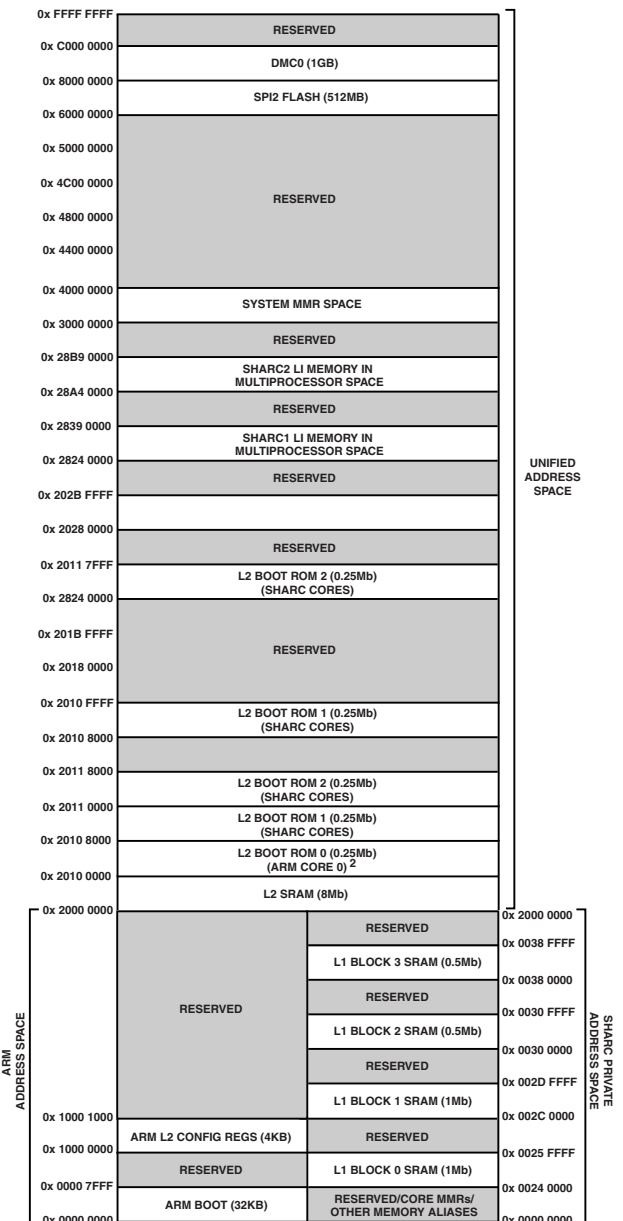 0x FFFF FFFF
RESERVED
0x C000 0000
DMC0 (1GB)
0x 8000 0000
SPI2 FLASH (512MB)
0x 6000 0000
0x 5000 0000
0x 4C00 0000
RESERVED
0x 4800 0000
0x 4400 0000
0x 4000 0000
SYSTEM MMR SPACE
0x 3000 0000
RESERVED
0x 28B9 0000
SHARC2 LI MEMORY IN
MULTIPROCESSOR SPACE
0x 28A4 0000
RESERVED
0x 2839 0000
SHARC1 LI MEMORY IN
MULTIPROCESSOR SPACE
0x 2824 0000
UNIFIED
ADDRESS
SPACE
RESERVED
0x 202B FFFF
0x 2028 0000
RESERVED
0x 2011 7FFF
L2 BOOT ROM 2 (0.25Mb)
(SHARC CORES)
0x 2824 0000
0x 201B FFFF
RESERVED
0x 2018 0000
0x 2010 FFFF
L2 BOOT ROM 1 (0.25Mb)
(SHARC CORES)
0x 2010 8000
0x 2011 8000
L2 BOOT ROM 2 (0.25Mb)
(SHARC CORES)
0x 2011 0000
L2 BOOT ROM 1 (0.25Mb)
(SHARC CORES)
0x 2010 8000
L2 BOOT ROM 0 (0.25Mb)
(ARM CORE 0) 2
0x 2010 0000
L2 SRAM (8Mb)
0x 2000 0000
0x 2000 0000
RESERVED
0x 0038 FFFF
L1 BLOCK 3 SRAM (0.5Mb)
0x 0038 0000
RESERVED
RESERVED
0x 0030 FFFF
L1 BLOCK 2 SRAM (0.5Mb)
0x 0030 0000
RESERVED
0x 002D FFFF
L1 BLOCK 1 SRAM (1Mb)
0x 1000 1000
0x 002C 0000
ARM L2 CONFIG REGS (4KB)
RESERVED
0x 1000 0000
0x 0025 FFFF
RESERVED
L1 BLOCK 0 SRAM (1Mb)
0x 0000 7FFF
0x 0024 0000
ARM BOOT (32KB)
RESERVED/CORE MMRs/
OTHER MEMORY ALIASES
0x 0000 0000
0x 0000 0000
ARM
ADDRESS SPACE
SHARC PRIVATE
ADDRESS SPACE